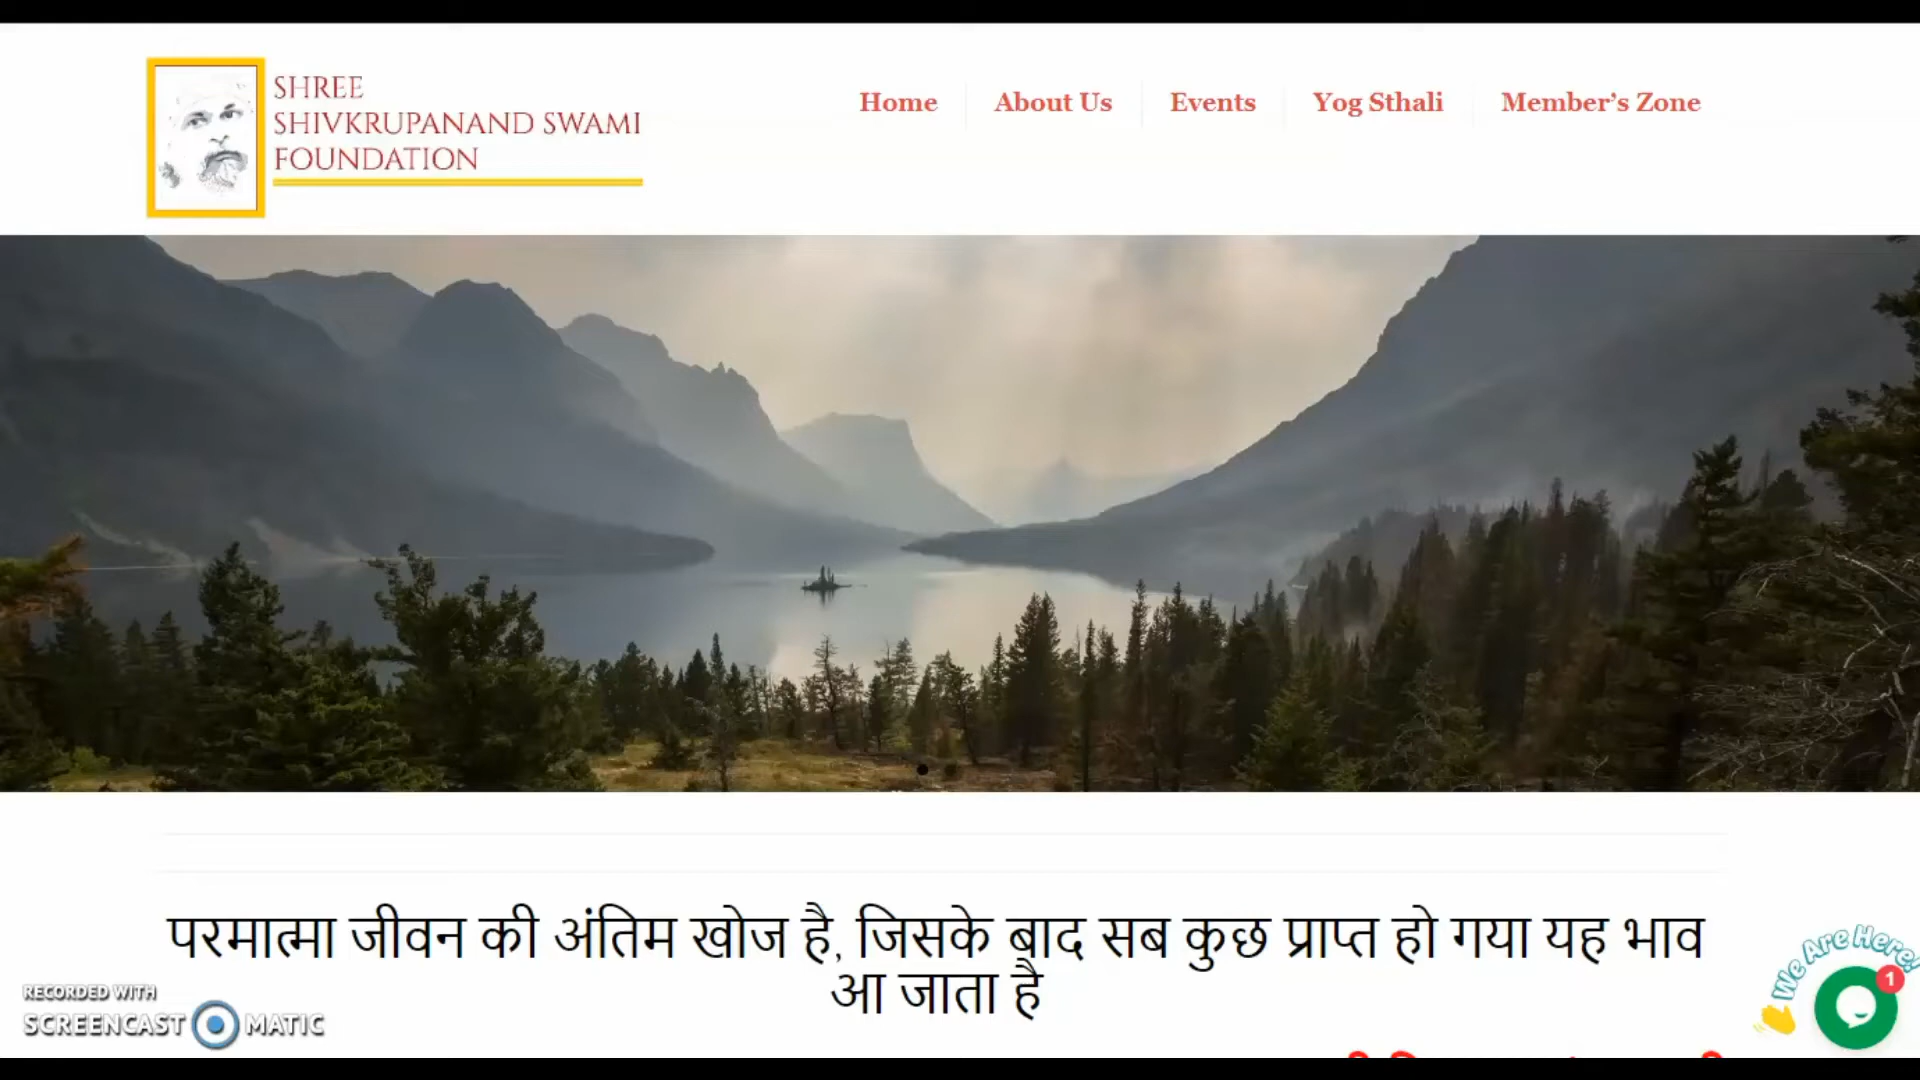 SHREE
SHIVKRUPANAND SWAMI
FOUNDATION
Home
About Us
Events
Yog Sthali
Member's Zone
परमात्मा जीवन की अंतिम खोज है, जिसके बाद सब कुछ प्राप्त हो गया यह भाव
आ जाता है
RECORDED WITH
SCREENCAST MATIC
We Are Here!
1